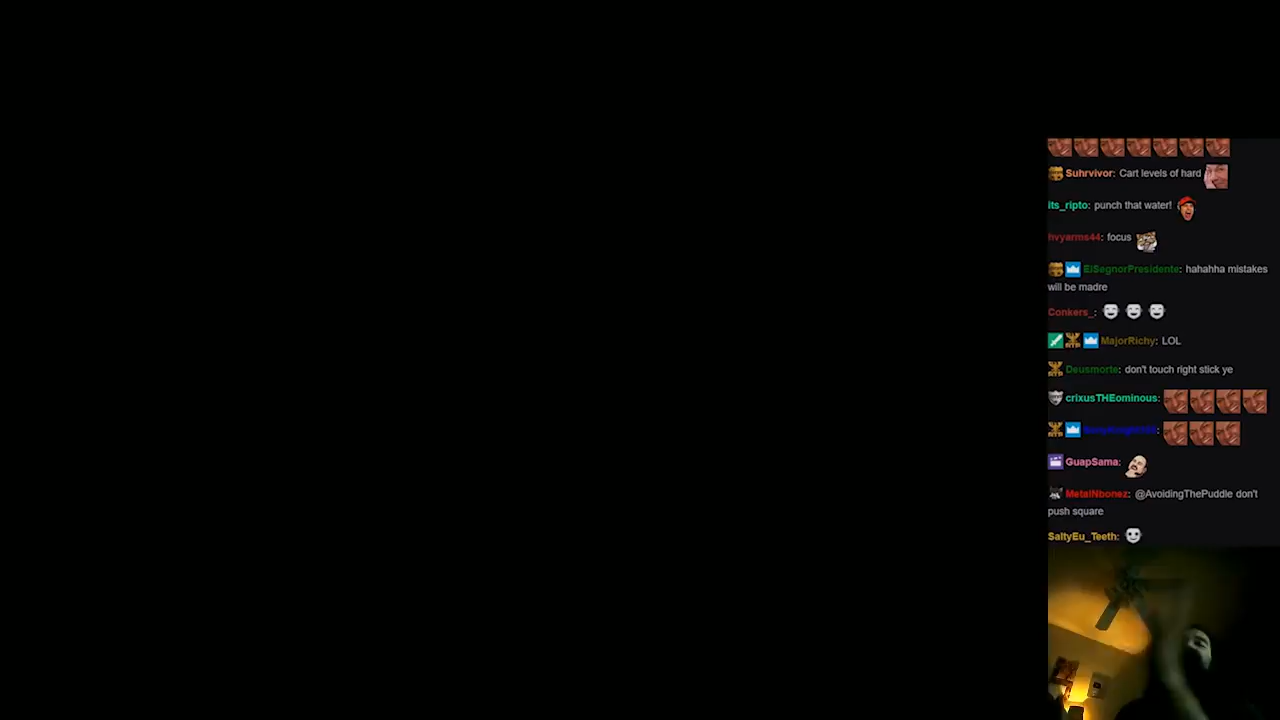 Suhrvivor: Cart levels of hard
its_ripto: punch that water!
hvyarms44: focus
ElSegnorPresidente: hahahha mistakes
will be madre
Conkers_:
MajorRichy: LOL
Deusmorte: don't touch right stick ye
crixusTHEominous:
GuapSama:
MetalNbonez: @AvoidingThePuddle don't
push square
SaltyEu_Teeth: